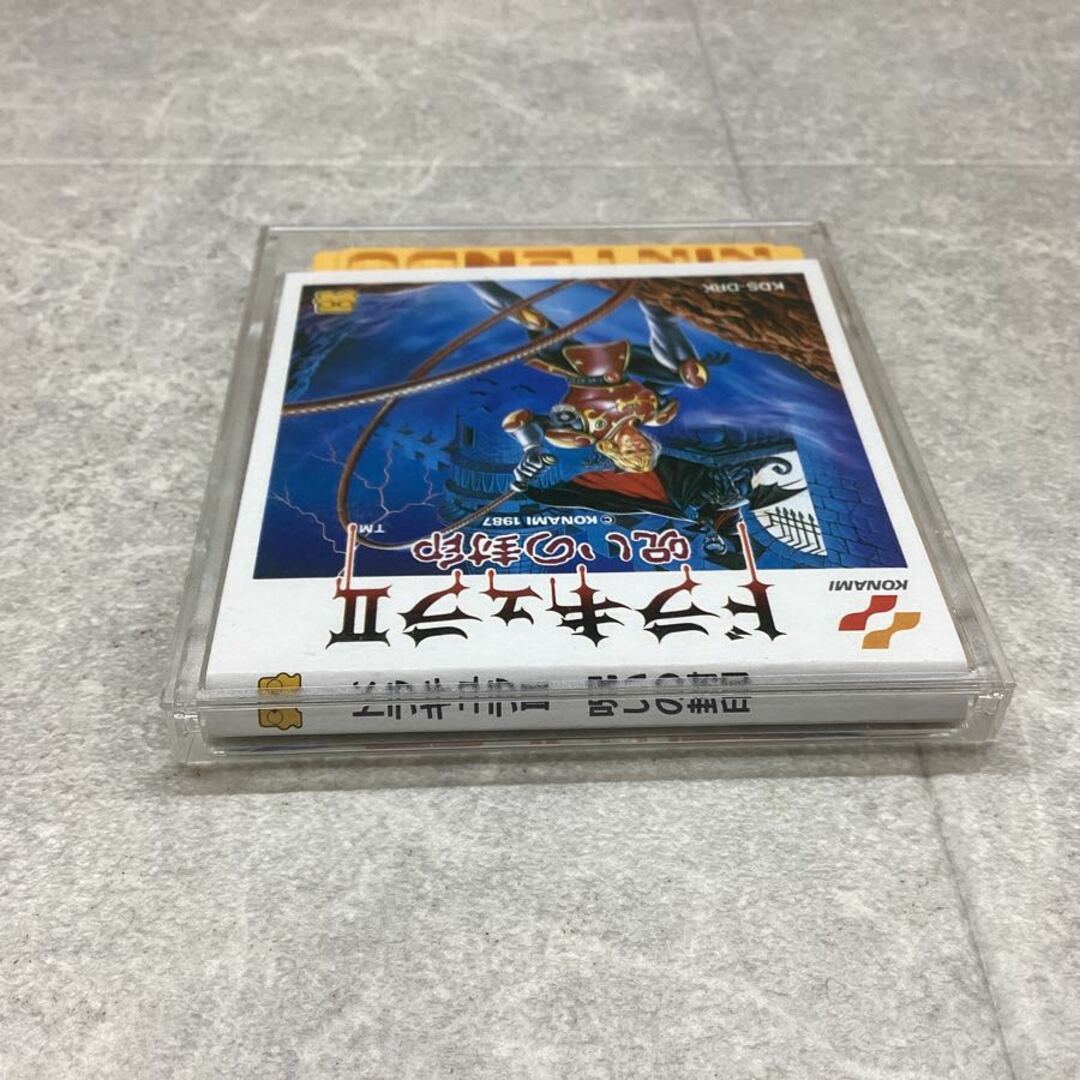 ドラキュラII
呪いの封印
TM
© KONAMI 1987
KONAMI
KDS-DRK
NINTENDO
ドラキュラII 呪いの封印